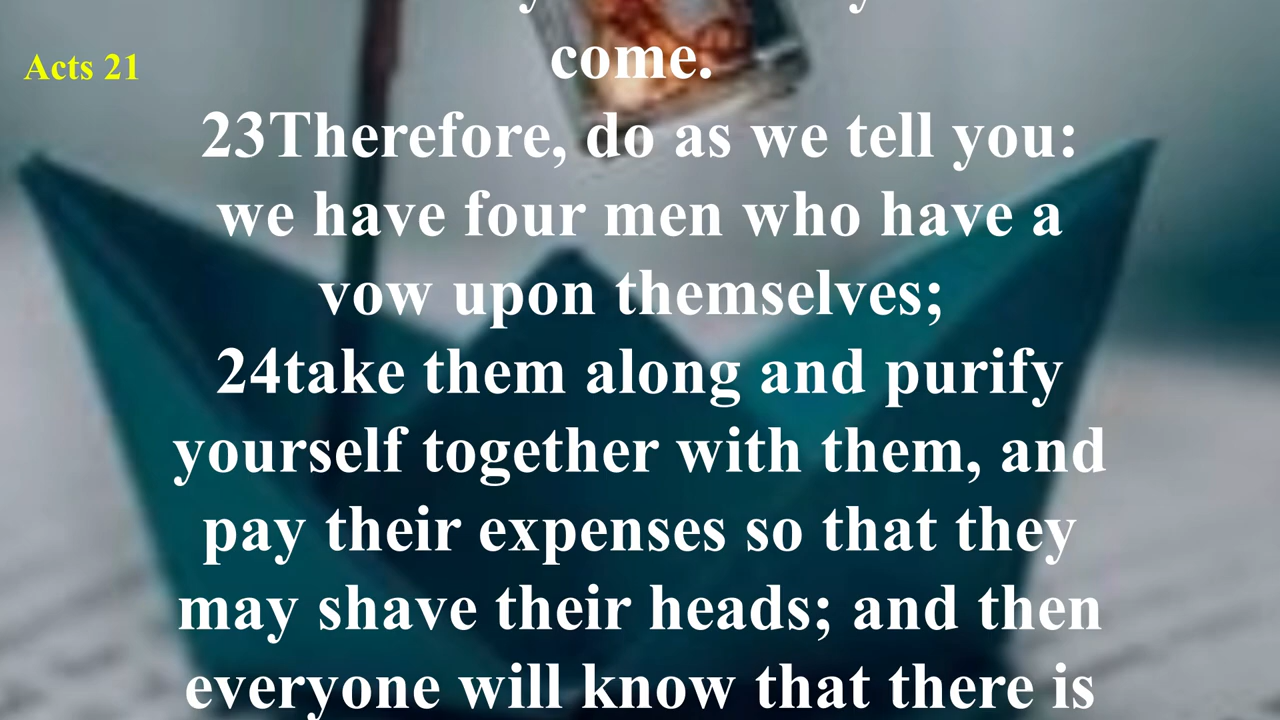 Acts 21
come.
23Therefore, do as we tell you:
we have four men who have a
vow upon themselves;
24take them along and purify
yourself together with them, and
pay their expenses so that they
may shave their heads; and then
everyone will know that there is